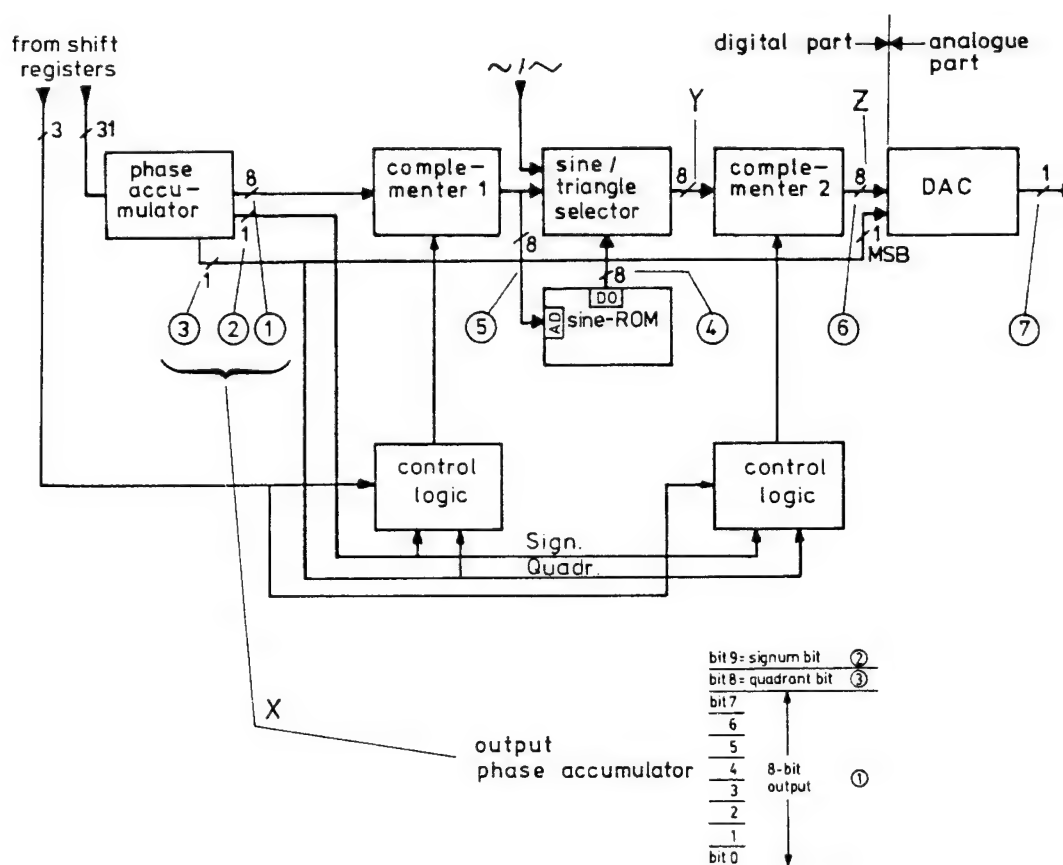 from shift
registers
digital part
analogue
part
~/~
3
31
Y
Z
phase
accu-
mulator
8
1
1
comple-
menter 1
8
sine/
triangle
selector
8
comple-
menter 2
8
1
MSB
DAC
1
8
DO
AD
sine-ROM
3
2
1
5
4
6
7
control
logic
control
logic
Sign.
Quadr.
X
output
phase accumulator
bit 9= signum bit 2
bit 8= quadrant bit 3
bit 7
6
5
4
3
2
1
bit 0
8-bit
output
1